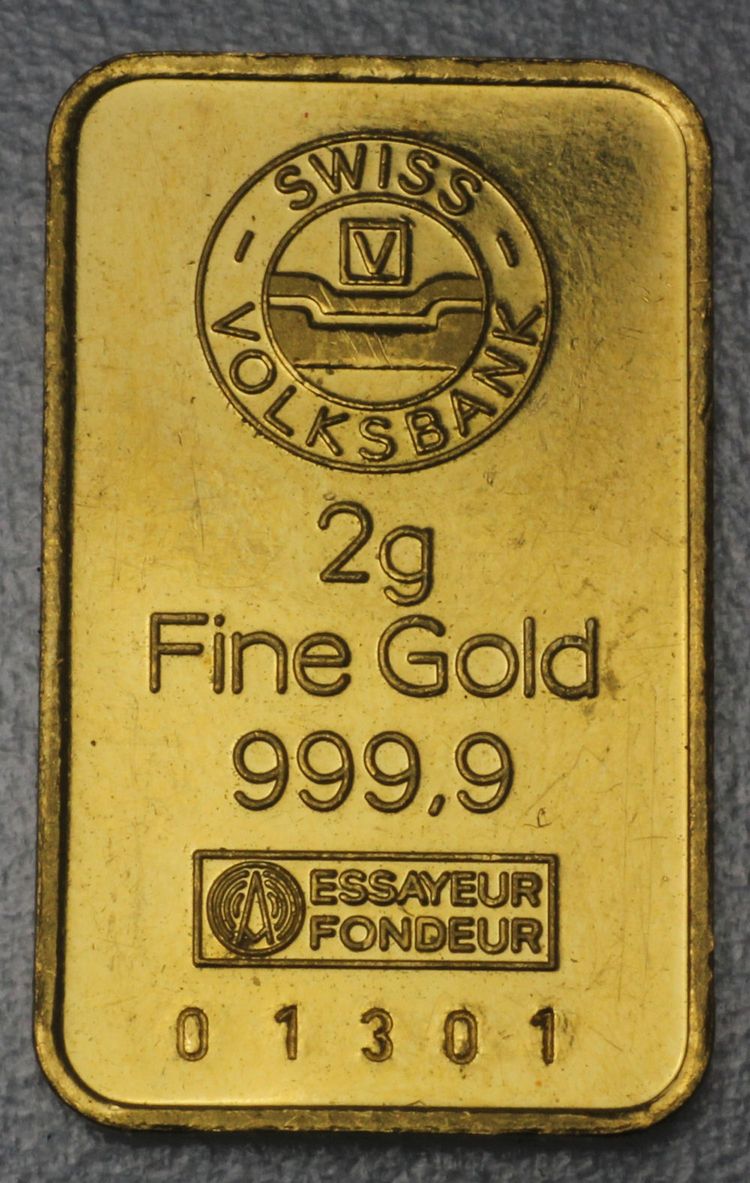 SWISS
V
VOLKSBANK
2g
Fine Gold
999,9
ESSAYEUR
FONDEUR
01301